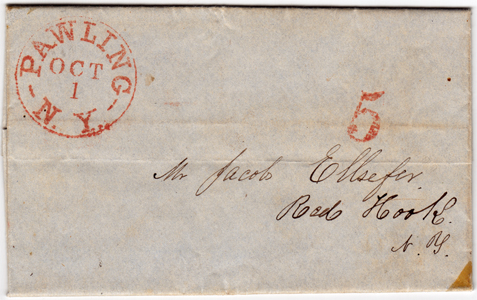 PAWLING
OCT
1
N.Y.
5
Mr Jacob Ellsefer
Red Hook.
N.Y.